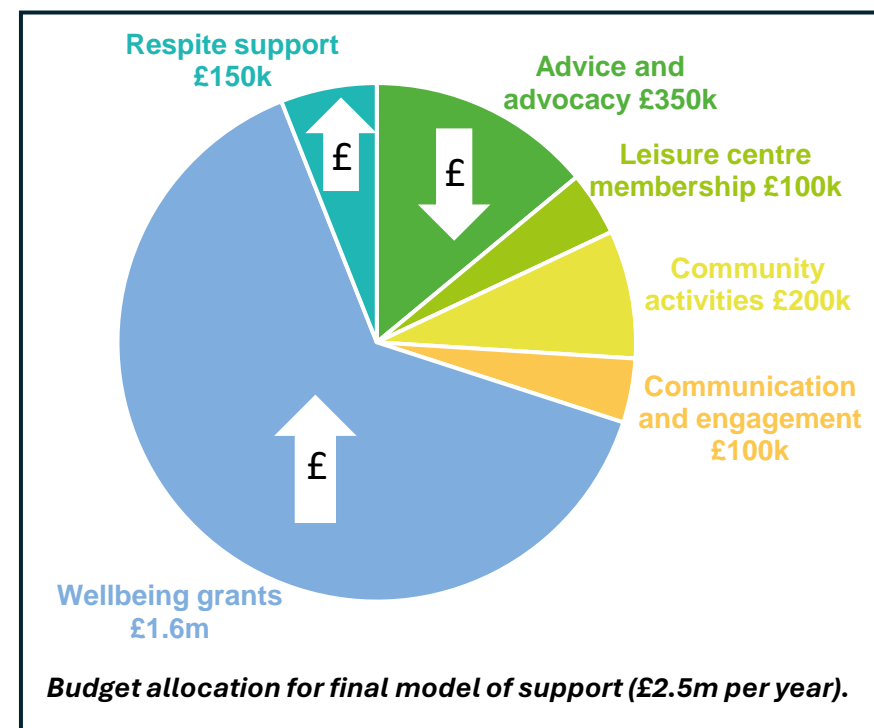 Respite support
£150k
Advice and
advocacy £350k
Leisure centre
membership £100k
Community
activities £200k
Communication
and engagement
£100k
Wellbeing grants
£1.6m
£
£
£
Budget allocation for final model of support (£2.5m per year).